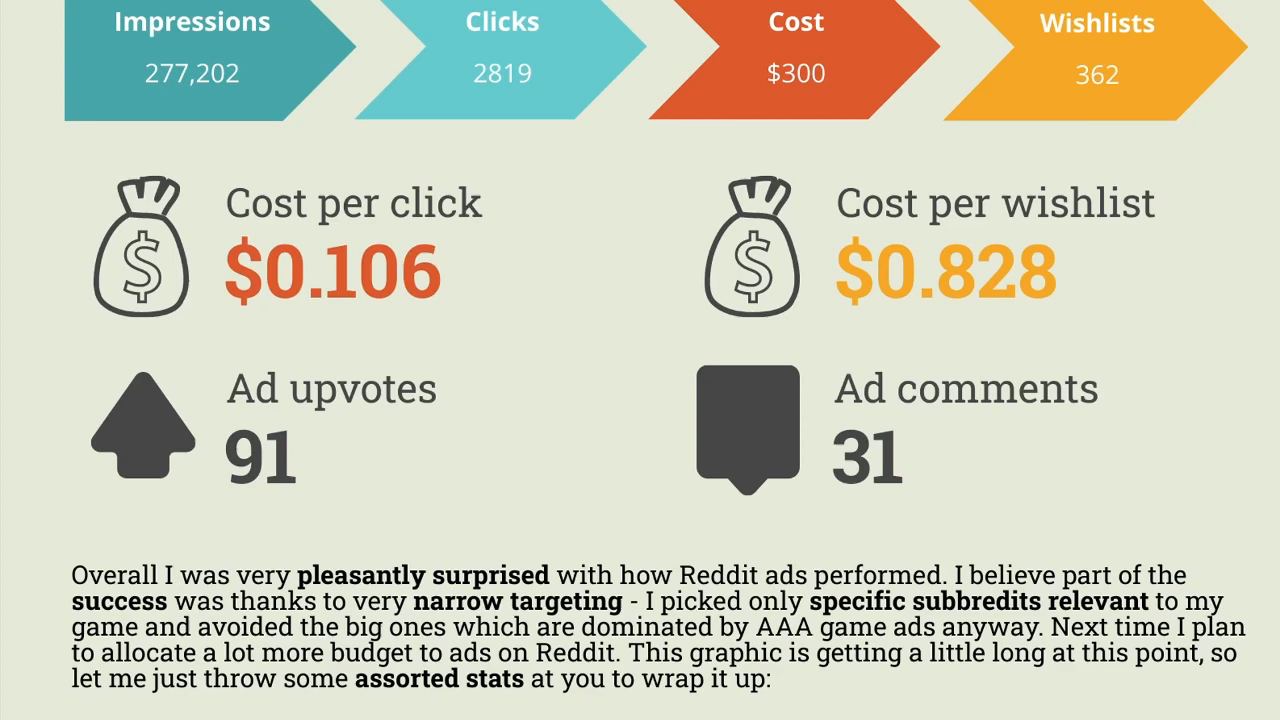 Impressions Clicks Cost Wishlists
277,202 2819 $300 362
Cost per click Cost per wishlist
$0.106 $0.828
Ad upvotes Ad comments
91 31
Overall I was very pleasantly surprised with how Reddit ads performed. I believe part of the
success was thanks to very narrow targeting - I picked only specific subbredits relevant to my
game and avoided the big ones which are dominated by AAA game ads anyway. Next time I plan
to allocate a lot more budget to ads on Reddit. This graphic is getting a little long at this point, so
let me just throw some assorted stats at you to wrap it up: